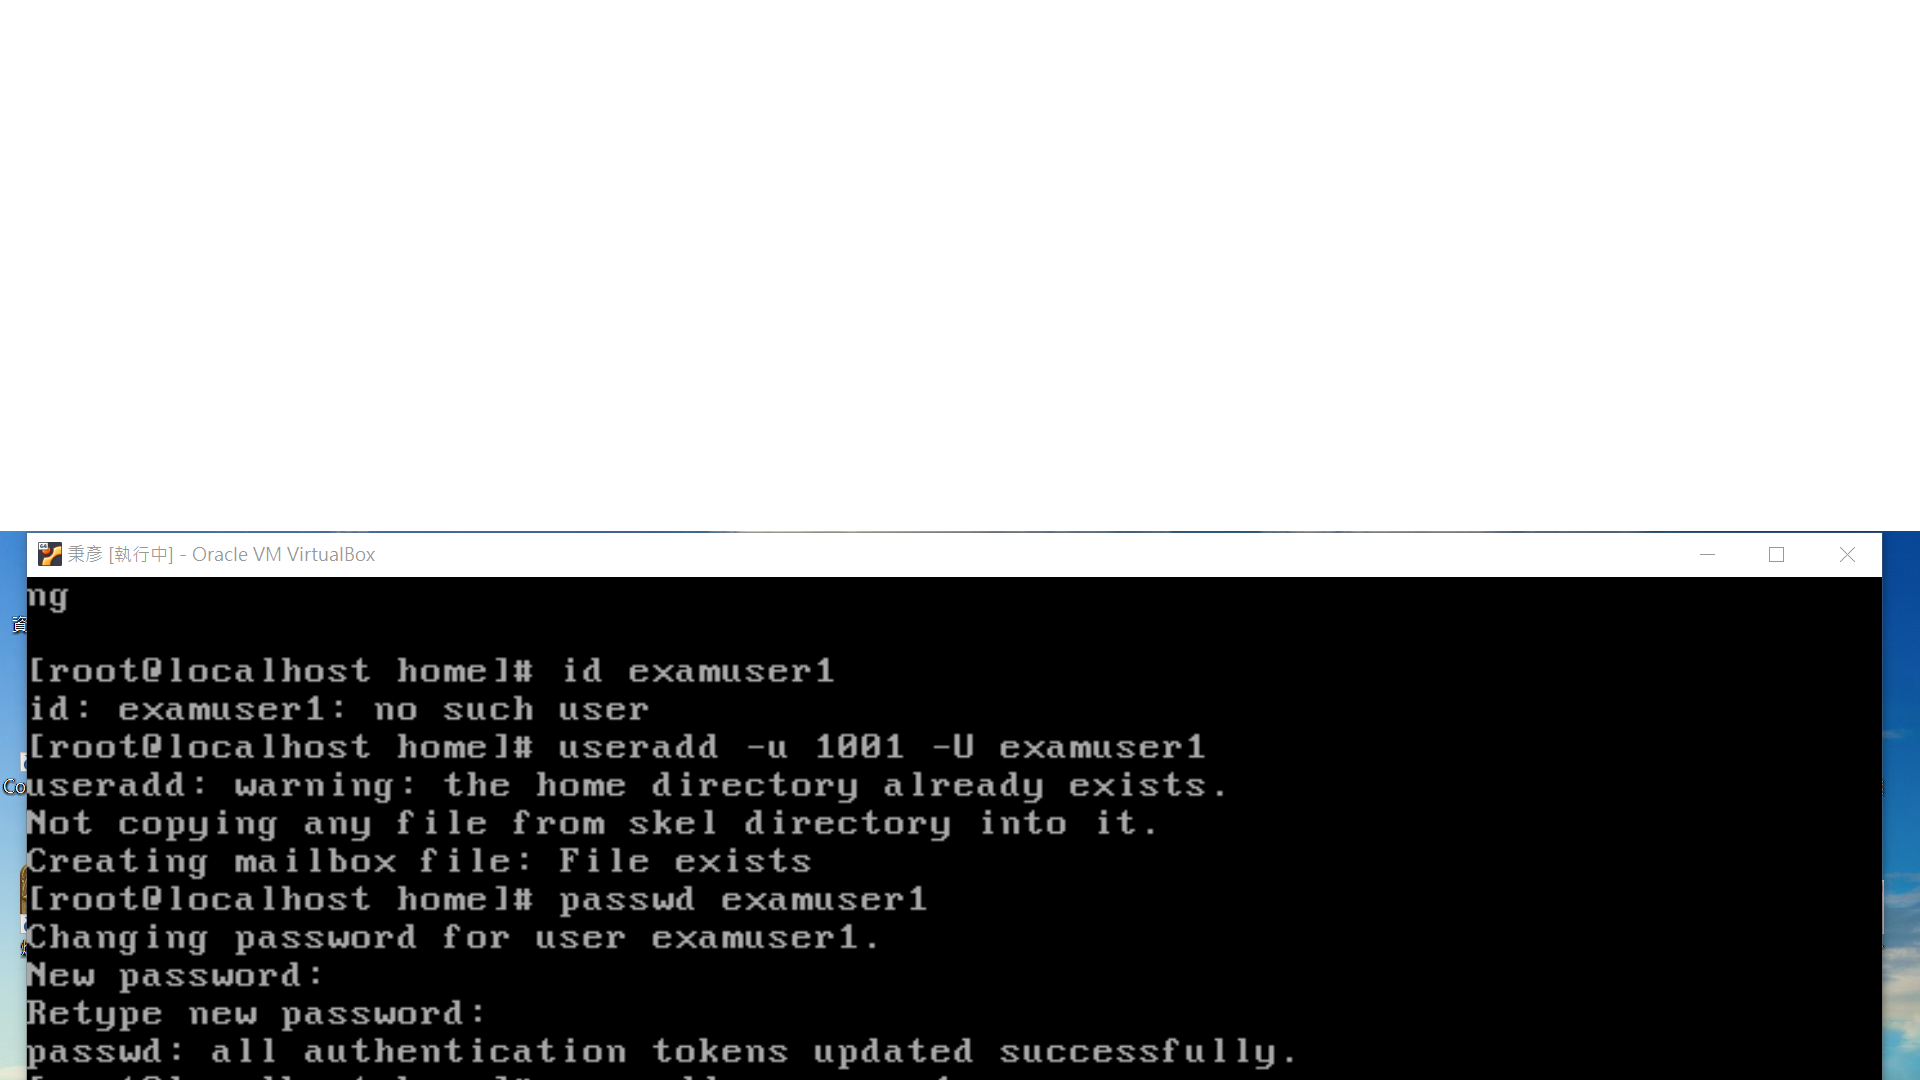 秉彥 [執行中] - Oracle VM VirtualBox
ng
資
[root@localhost home]# id examuser1
id: examuser1: no such user
[root@localhost home]# useradd -u 1001 -U examuser1
Co
useradd: warning: the home directory already exists.
Not copying any file from skel directory into it.
Creating mailbox file: File exists
[root@localhost home]# passwd examuser1
Changing password for user examuser1.
New password:
Retype new password:
passwd: all authentication tokens updated successfully.